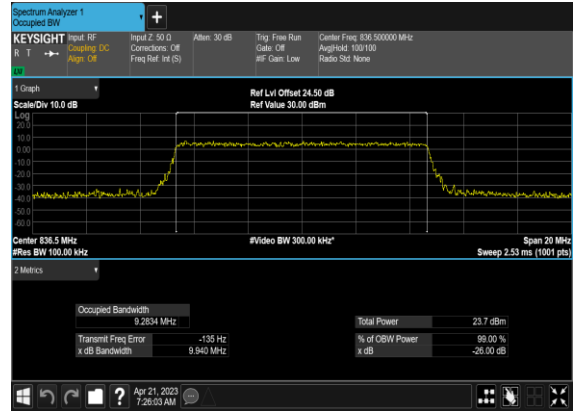 Spectrum Analyzer 1
Occupied BW
KEYSIGHT Input: RF Input Z: 50 Ω Atten: 30 dB Trig: Free Run Center Freq: 836.500000 MHz
R T Coupling: DC Corrections: Off Gate: Off Avg|Hold: 100/100
Align: Off Freq Ref: Int (S) #IF Gain: Low Radio Std: None
1 Graph
Scale/Div 10.0 dB Ref Lvl Offset 24.50 dB
Ref Value 30.00 dBm
Log
20.0
10.0
0.00
-10.0
-20.0
-30.0
-40.0
-50.0
-60.0
Center 836.5 MHz #Video BW 300.00 kHz* Span 20 MHz
#Res BW 100.00 kHz Sweep 2.53 ms (1001 pts)
2 Metrics
Occupied Bandwidth
9.2834 MHz Total Power 23.7 dBm
Transmit Freq Error -135 Hz % of OBW Power 99.00 %
x dB Bandwidth 9.940 MHz x dB -26.00 dB
? Apr 21, 2023
7:26:03 AM